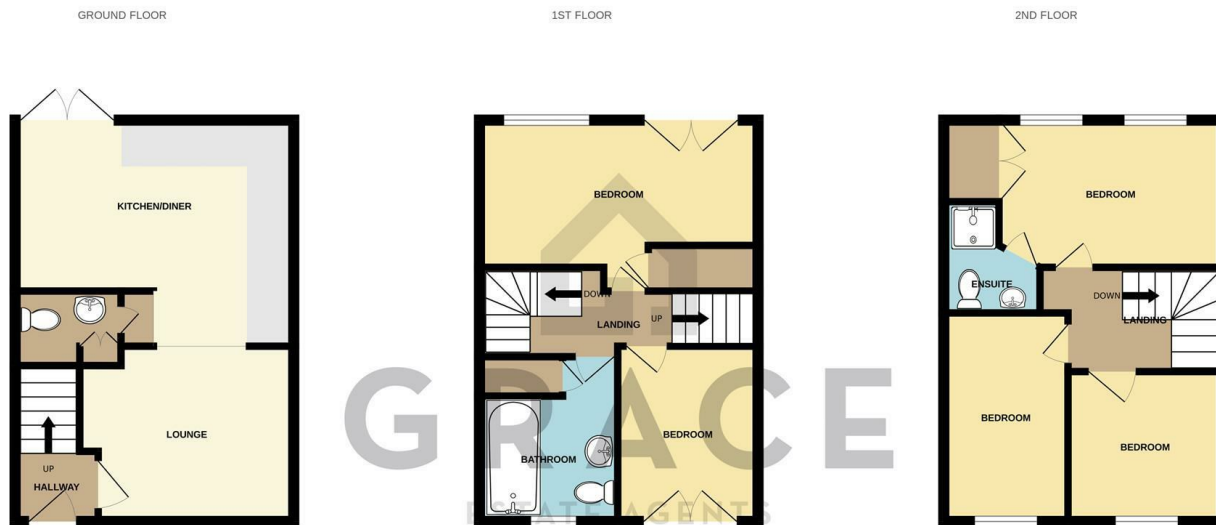 GROUND FLOOR
1ST FLOOR
2ND FLOOR
KITCHEN/DINER
LOUNGE
UP
HALLWAY
BEDROOM
DOWN
LANDING
UP
BATHROOM
BEDROOM
BEDROOM
ENSUITE
DOWN
LANDING
BEDROOM
BEDROOM
GRACE
ESTATE AGENTS